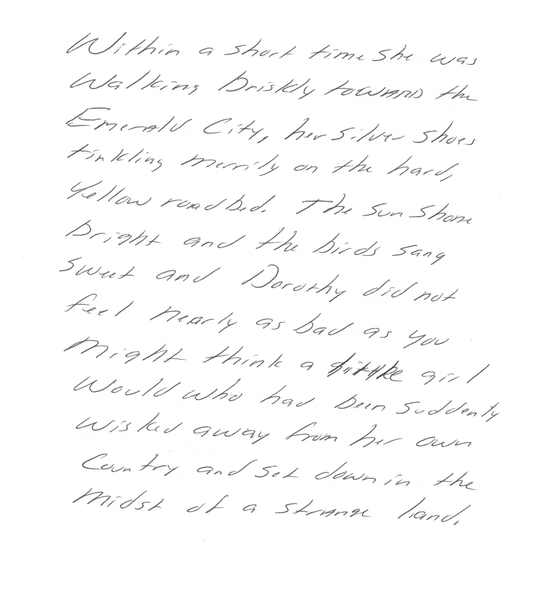 Within a short time she was
Walking briskly towards the
Emerald City, her silver shoes
tinkling merrily on the hard,
Yellow roadbed. The sun shone
bright and the birds sang
sweet and Dorothy did not
feel nearly as bad as you
might think a little girl
would who had been suddenly
wisked away from her own
Country and set down in the
midst of a strange land.